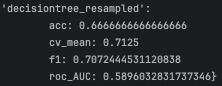 'decisiontree_resampled':
acc: 0.6666666666666666
cv_mean: 0.7125
f1: 0.7072444531120838
roc_AUC: 0.5896032831737346}